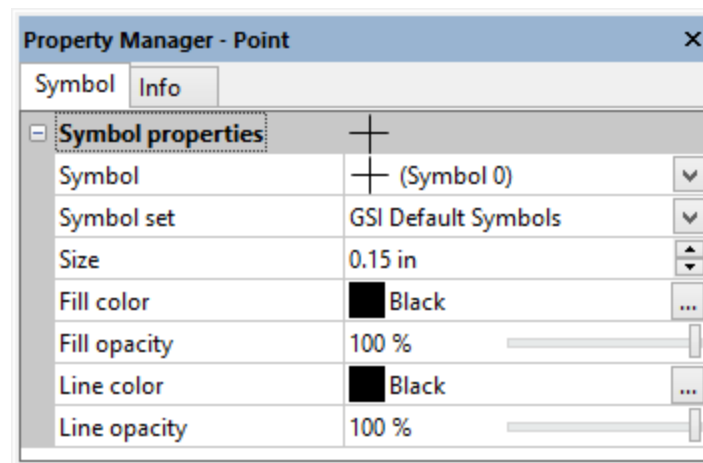 Property Manager - Point
Symbol Info
Symbol properties
Symbol (Symbol 0)
Symbol set GSI Default Symbols
Size 0.15 in
Fill color Black ...
Fill opacity 100 %
Line color Black ...
Line opacity 100 %